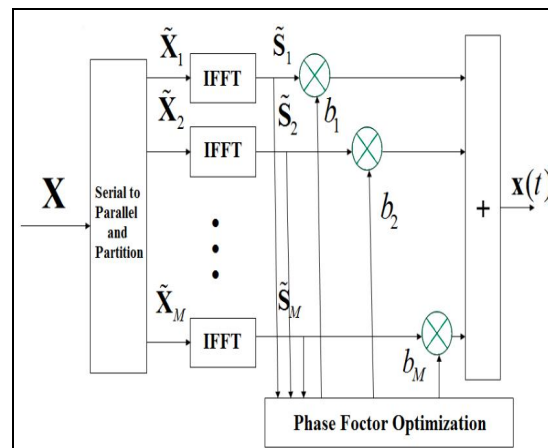 X
Serial to
Parallel
and
Partition
X̃₁
IFFT
S̃₁
b₁
X̃₂
IFFT
S̃₂
b₂
X̃_M
IFFT
S̃_M
b_M
+
x(t)
Phase Foctor Optimization